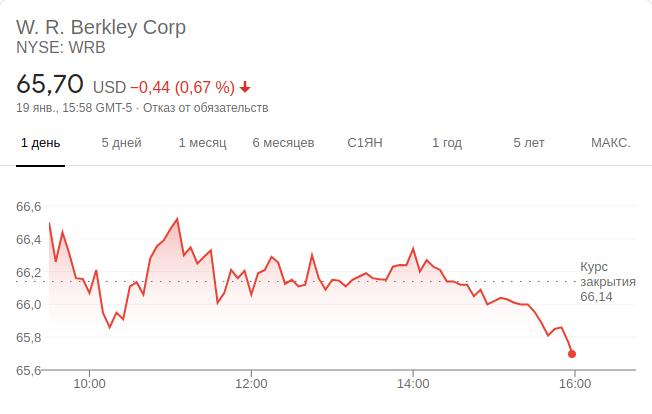 W. R. Berkley Corp
NYSE: WRB
65,70 USD −0,44 (0,67 %)
19 янв., 15:58 GMT-5 · Отказ от обязательств
1 день 5 дней 1 месяц 6 месяцев С1ЯН 1 год 5 лет МАКС.
66,6
66,4
66,2
66,0
65,8
65,6
Курс
закрытия
66,14
10:00 12:00 14:00 16:00